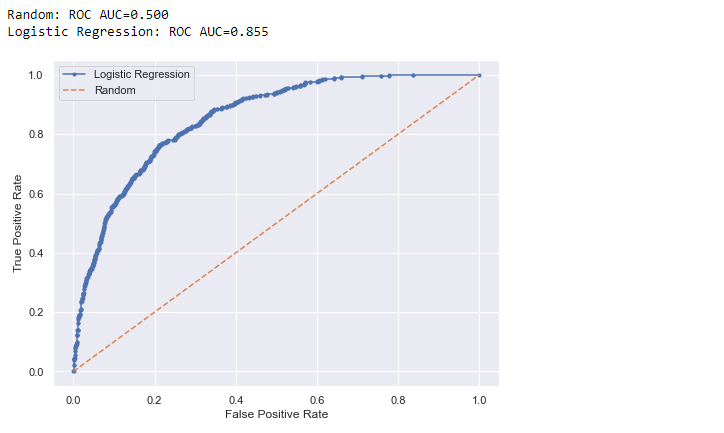 Random: ROC AUC=0.500
Logistic Regression: ROC AUC=0.855
1.0
Logistic Regression
Random
0.8
0.6
0.4
0.2
0.0
True Positive Rate
0.0 0.2 0.4 0.6 0.8 1.0
False Positive Rate